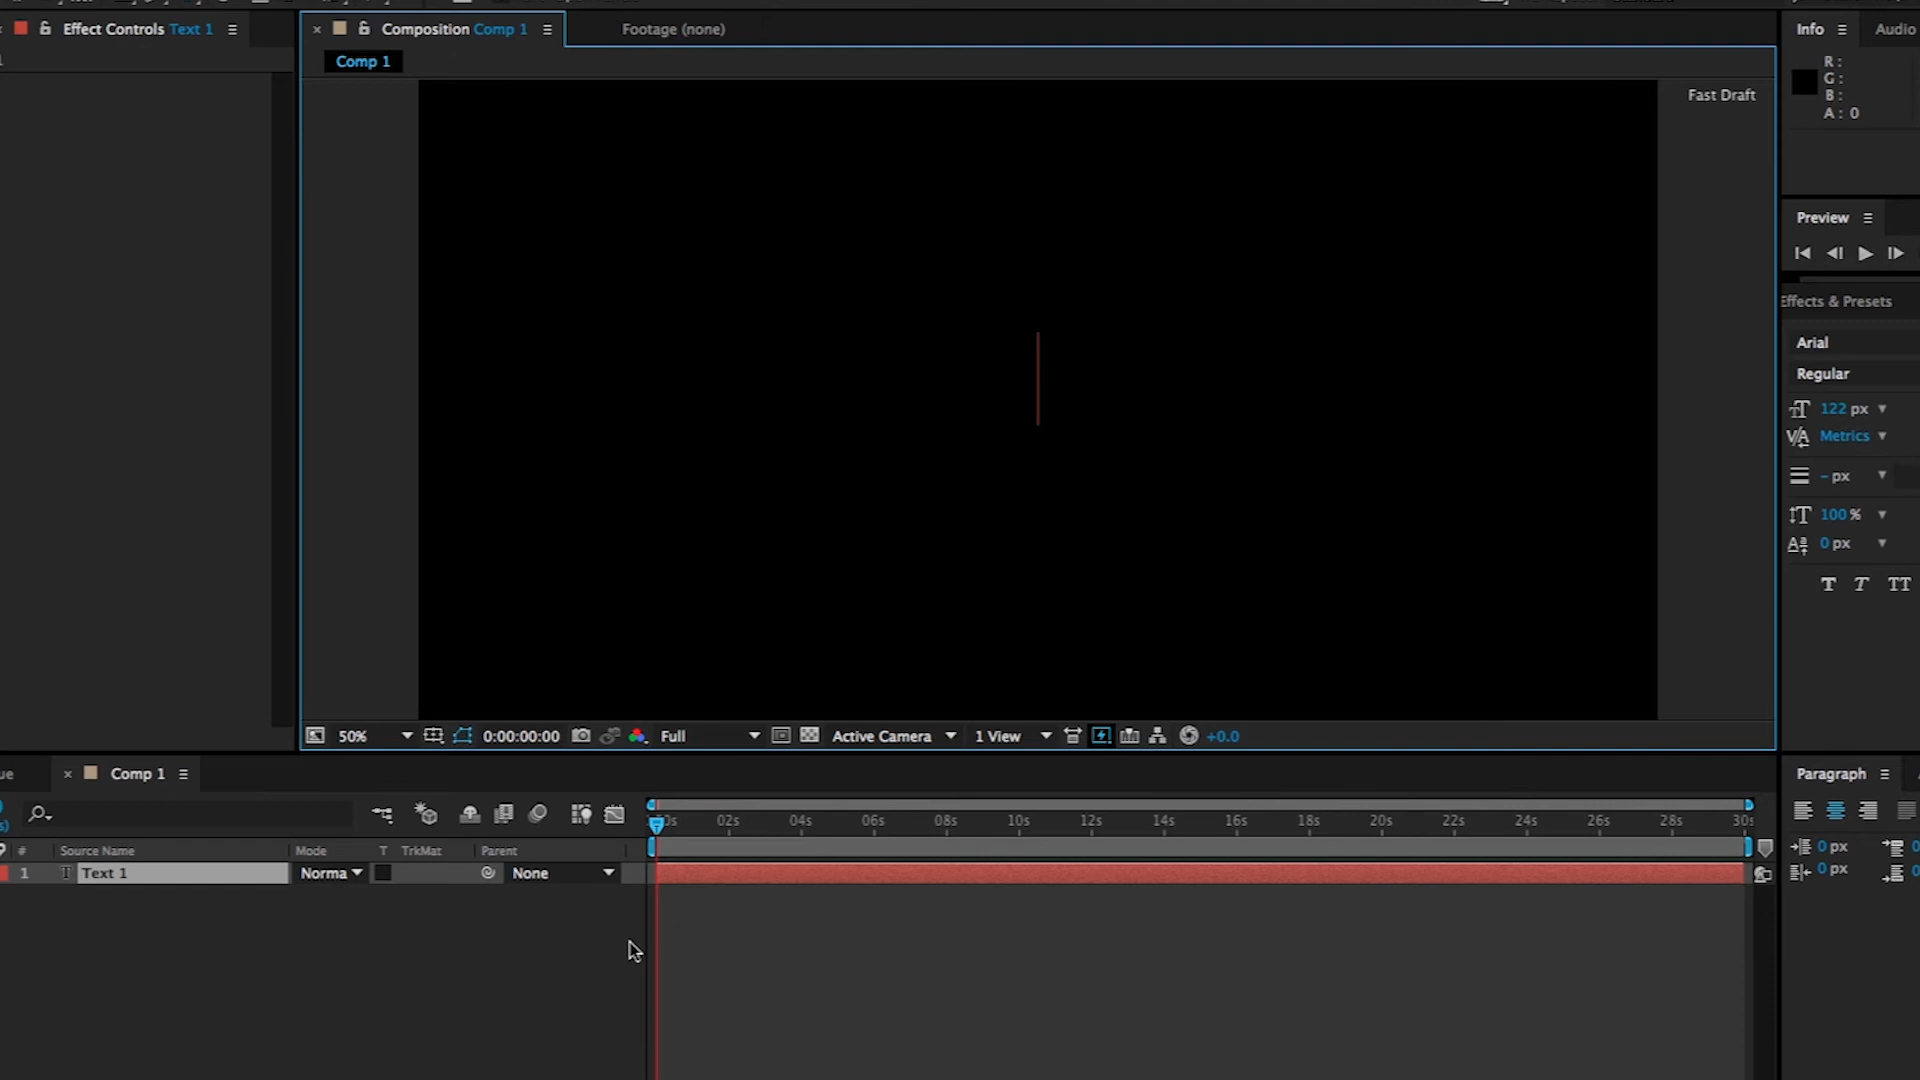 Effect Controls Text 1
Composition Comp 1
Footage (none)
Info
Audio
Comp 1
R:
G:
B:
A: 0
Fast Draft
Preview
Effects & Presets
Arial
Regular
122 px
Metrics
- px
100 %
0 px
T T TT
50%
0:00:00:00
Full
Active Camera
1 View
+0.0
Comp 1
Paragraph
02s 04s 06s 08s 10s 12s 14s 16s 18s 20s 22s 24s 26s 28s 30s
# Source Name Mode T TrkMat Parent
1 T Text 1 Norma None
0 px
0 px